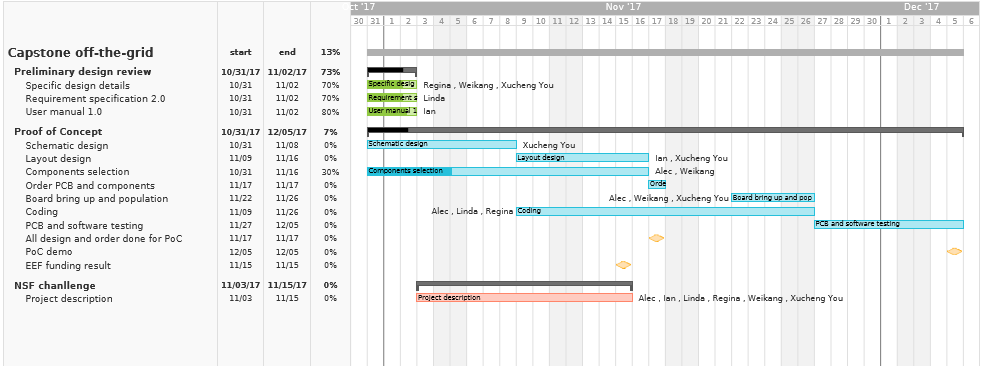 Oct '17 Nov '17 Dec '17
30 31 1 2 3 4 5 6 7 8 9 10 11 12 13 14 15 16 17 18 19 20 21 22 23 24 25 26 27 28 29 30 1 2 3 4 5 6
Capstone off-the-grid start end 13%
Preliminary design review 10/31/17 11/02/17 73%
Specific design details 10/31 11/02 70% Specific desig Regina , Weikang , Xucheng You
Requirement specification 2.0 10/31 11/02 70% Requirement s Linda
User manual 1.0 10/31 11/02 80% User manual 1 Ian
Proof of Concept 10/31/17 12/05/17 7%
Schematic design 10/31 11/08 0% Schematic design Xucheng You
Layout design 11/09 11/16 0% Layout design Ian , Xucheng You
Components selection 10/31 11/16 30% Components selection Alec , Weikang
Order PCB and components 11/17 11/17 0% Orde
Board bring up and population 11/22 11/26 0% Alec , Weikang , Xucheng You Board bring up and pop
Coding 11/09 11/26 0% Alec , Linda , Regina Coding
PCB and software testing 11/27 12/05 0% PCB and software testing
All design and order done for PoC 11/17 11/17 0%
PoC demo 12/05 12/05 0%
EEF funding result 11/15 11/15 0%
NSF chanllenge 11/03/17 11/15/17 0%
Project description 11/03 11/15 0% Project description Alec , Ian , Linda , Regina , Weikang , Xucheng You